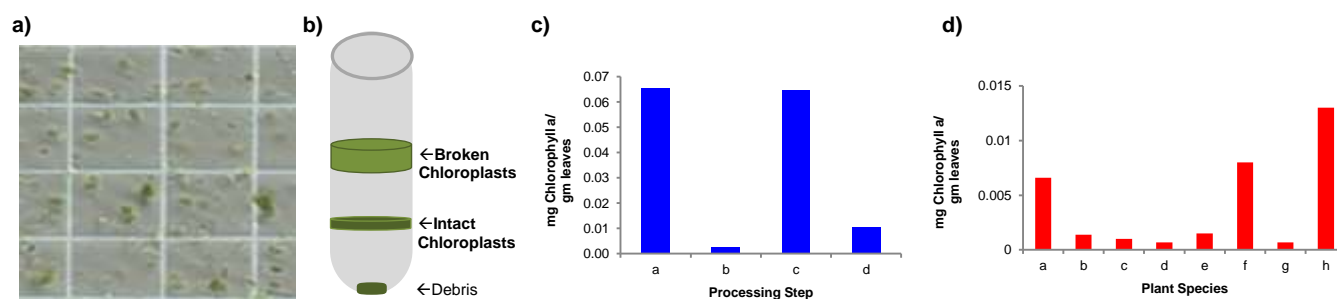 a)
b)
←Broken
Chloroplasts
←Intact
Chloroplasts
←Debris
c)
mg Chlorophyll a/
gm leaves
0.07
0.06
0.05
0.04
0.03
0.02
0.01
0.00
a b c d
Processing Step
d)
mg Chlorophyll a/
gm leaves
0.015
0.01
0.005
0
a b c d e f g h
Plant Species